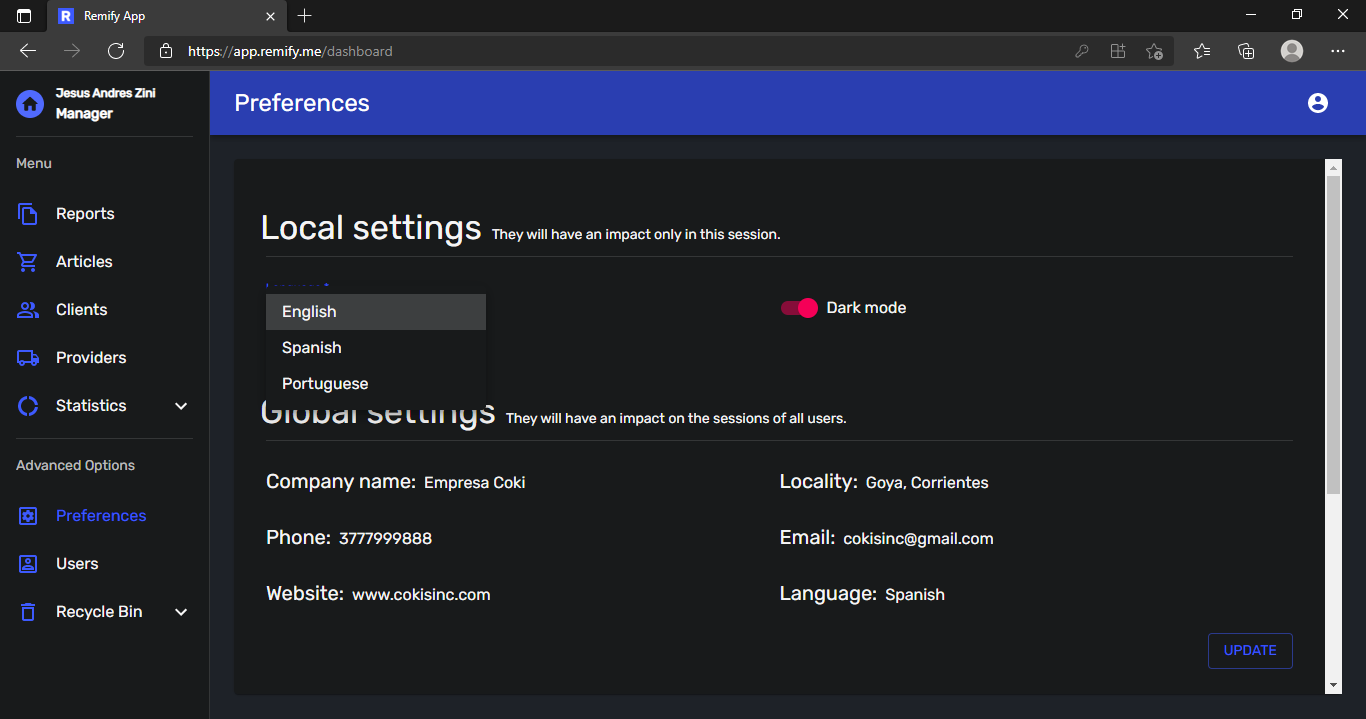 Remify App
https://app.remify.me/dashboard
Jesus Andres Zini
Manager
Preferences
Menu
Reports
Articles
Clients
Providers
Statistics
Advanced Options
Preferences
Users
Recycle Bin
Local settings They will have an impact only in this session.
English
Spanish
Portuguese
Dark mode
Global settings They will have an impact on the sessions of all users.
Company name: Empresa Coki
Locality: Goya, Corrientes
Phone: 3777999888
Email: cokisinc@gmail.com
Website: www.cokisinc.com
Language: Spanish
UPDATE